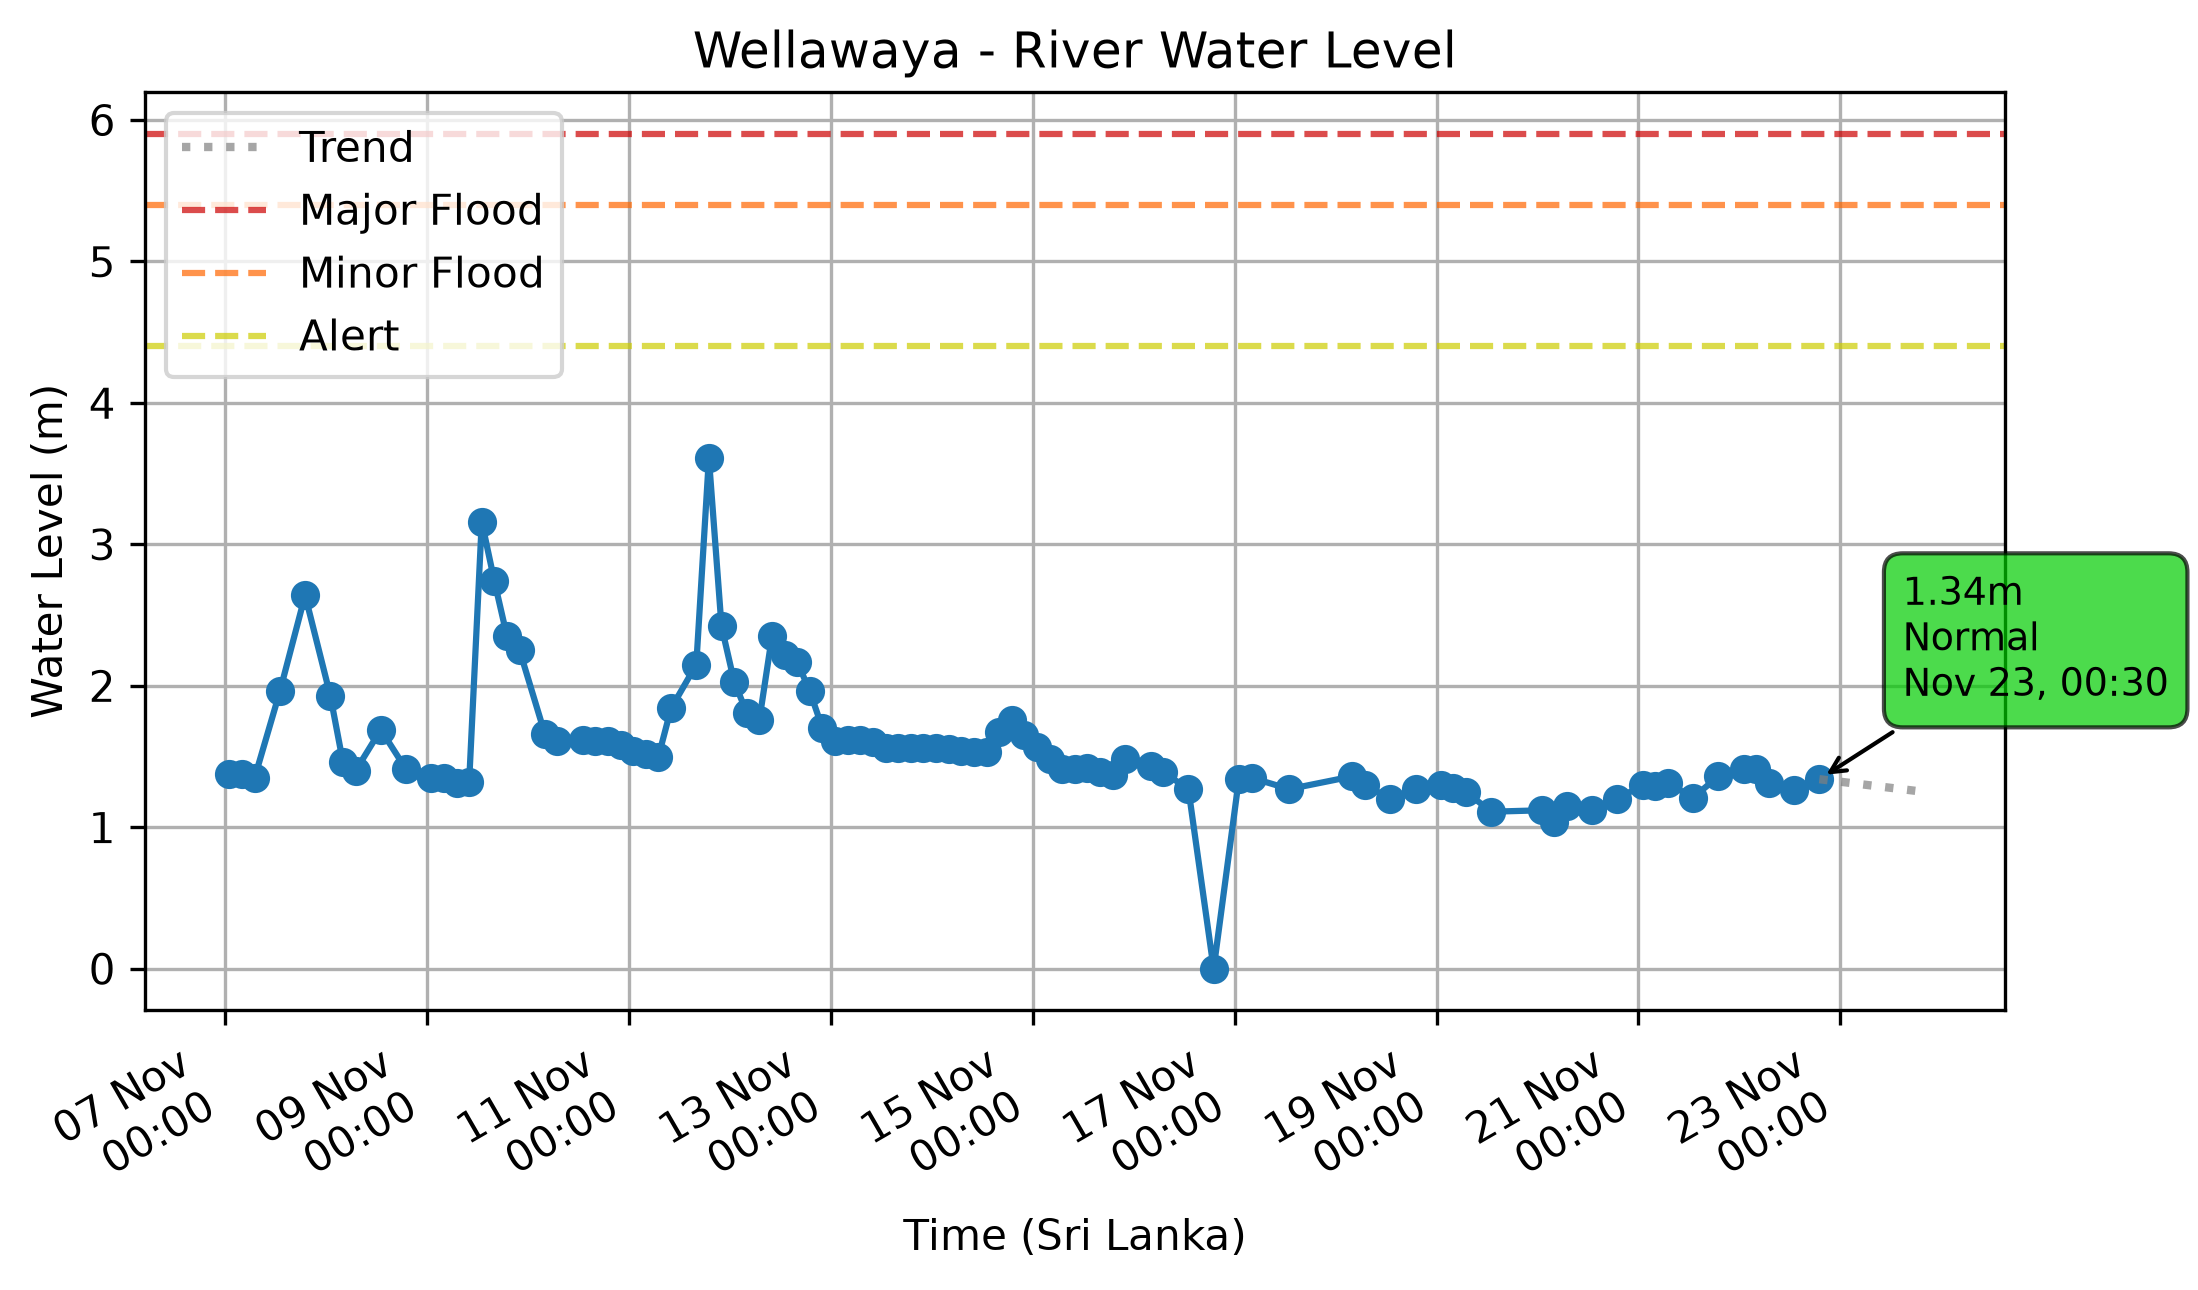 Wellawaya - River Water Level
6
5
4
3
2
1
0
Water Level (m)
Trend
Major Flood
Minor Flood
Alert
1.34m
Normal
Nov 23, 00:30
07 Nov
00:00
09 Nov
00:00
11 Nov
00:00
13 Nov
00:00
15 Nov
00:00
17 Nov
00:00
19 Nov
00:00
21 Nov
00:00
23 Nov
00:00
Time (Sri Lanka)